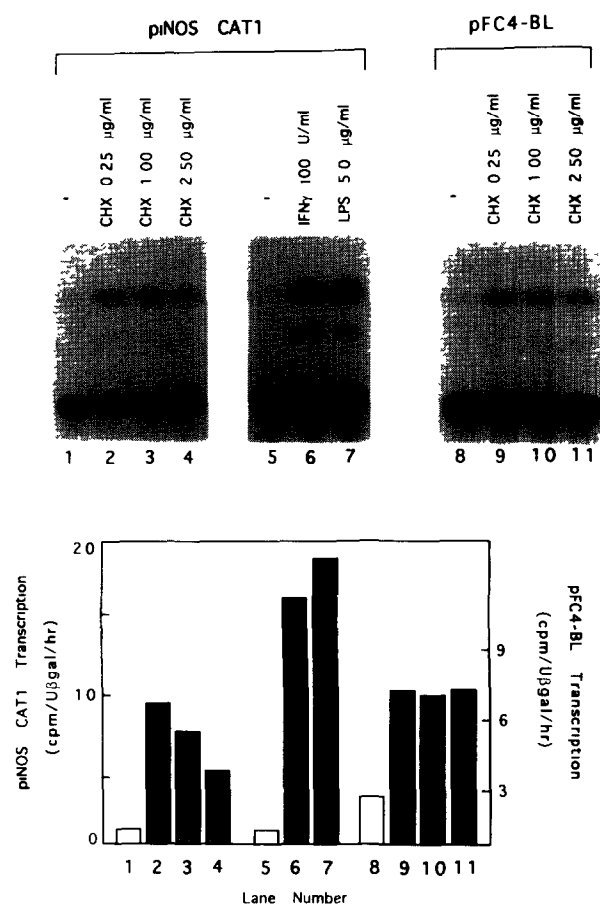 piNOS CAT1
pFC4-BL
-
CHX 0 25 µg/ml
CHX 1 00 µg/ml
CHX 2 50 µg/ml
-
IFNγ 100 U/ml
LPS 5 0 µg/ml
-
CHX 0 25 µg/ml
CHX 1 00 µg/ml
CHX 2 50 µg/ml
1 2 3 4 5 6 7 8 9 10 11
piNOS CAT1 Transcription
(cpm/Uβgal/hr)
20
10
0
9
6
3
pFC4-BL Transcription
(cpm/Uβgal/hr)
1 2 3 4 5 6 7 8 9 10 11
Lane Number